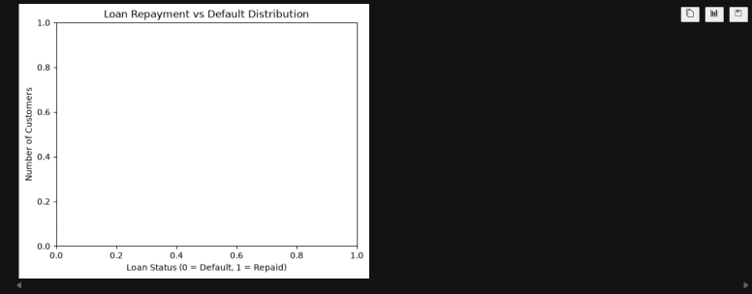 Loan Repayment vs Default Distribution
1.0
0.8
0.6
0.4
0.2
0.0
Number of Customers
0.0 0.2 0.4 0.6 0.8 1.0
Loan Status (0 = Default, 1 = Repaid)